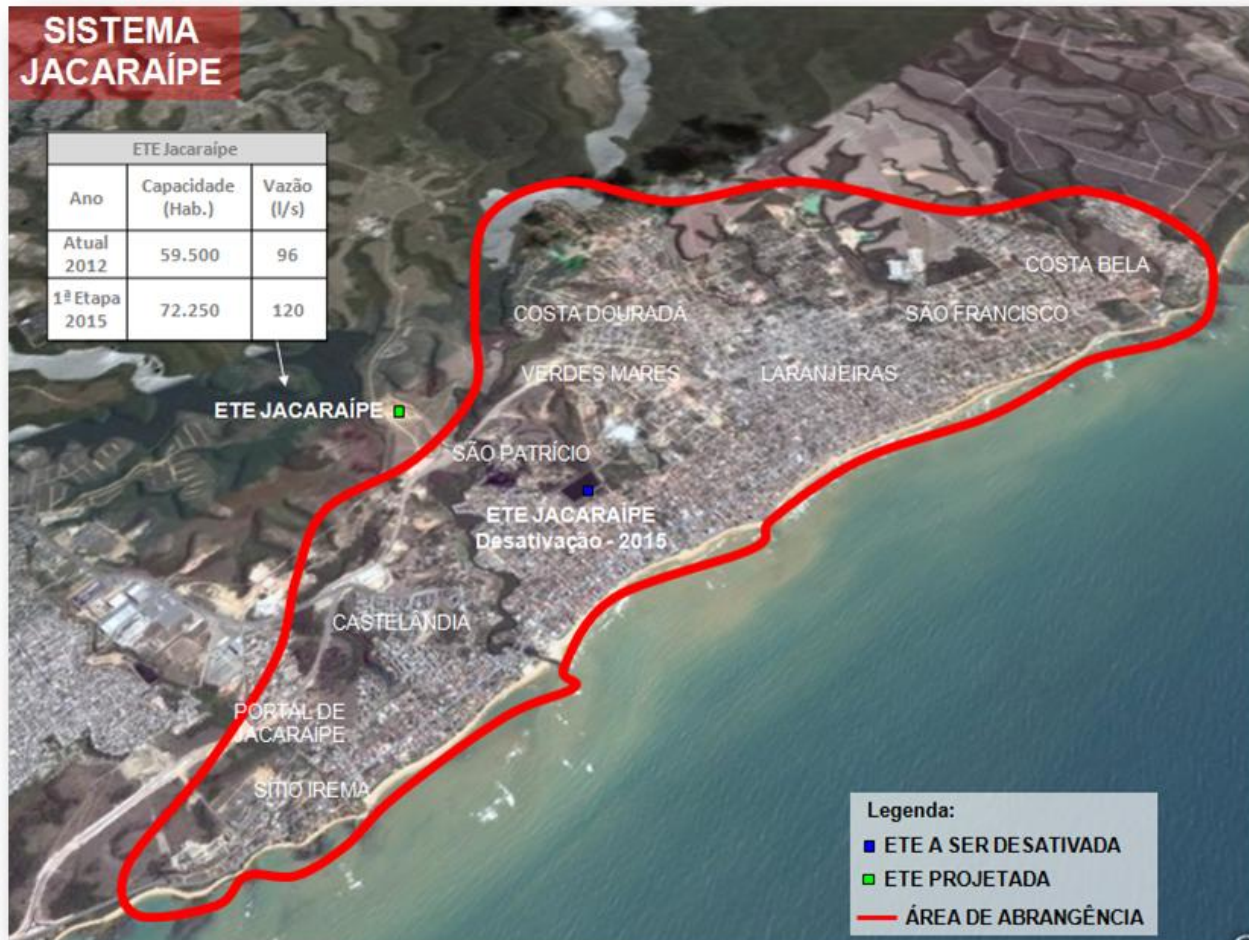 SISTEMA
JACARAÍPE
ETE Jacaraípe
Ano Capacidade (Hab.) Vazão (l/s)
Atual 2012 59.500 96
1ª Etapa 2015 72.250 120
COSTA BELA
COSTA DOURADA
SÃO FRANCISCO
VERDES MARES
LARANJEIRAS
ETE JACARAÍPE
SÃO PATRÍCIO
ETE JACARAÍPE
Desativação - 2015
CASTELANDIA
PORTAL DE
JACARAÍPE
SÍTIO IREMA
Legenda:
ETE A SER DESATIVADA
ETE PROJETADA
ÁREA DE ABRANGÊNCIA